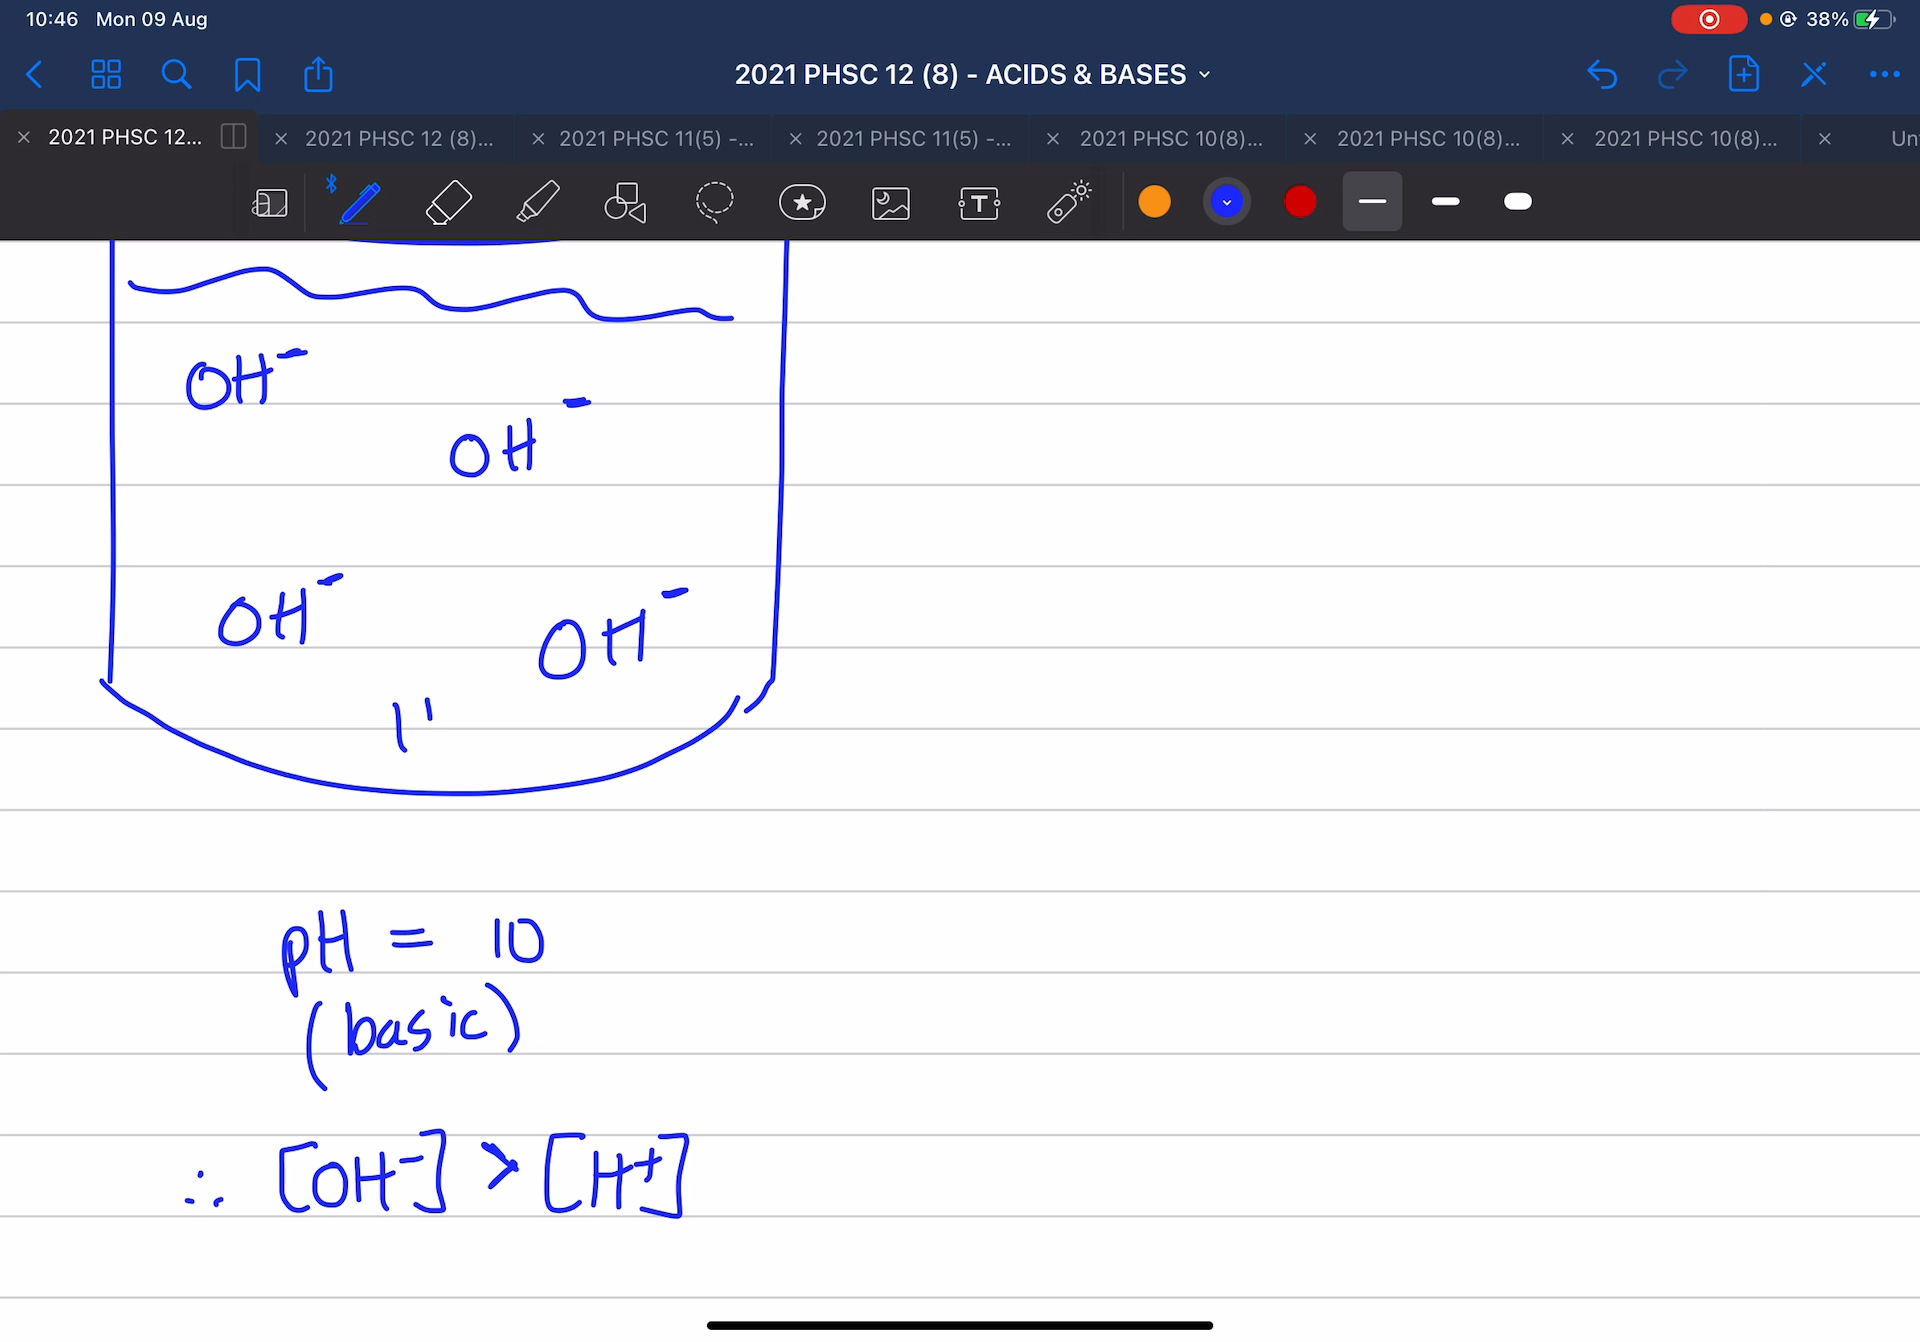 10:46 Mon 09 Aug 38%
2021 PHSC 12 (8) - ACIDS & BASES
2021 PHSC 12... 2021 PHSC 12 (8)... 2021 PHSC 11(5) -... 2021 PHSC 11(5) -... 2021 PHSC 10(8)... 2021 PHSC 10(8)... 2021 PHSC 10(8)... Un
T
OH⁻
OH⁻
OH⁻
OH⁻
pH = 10
(basic)
∴ [OH⁻] > [H⁺]